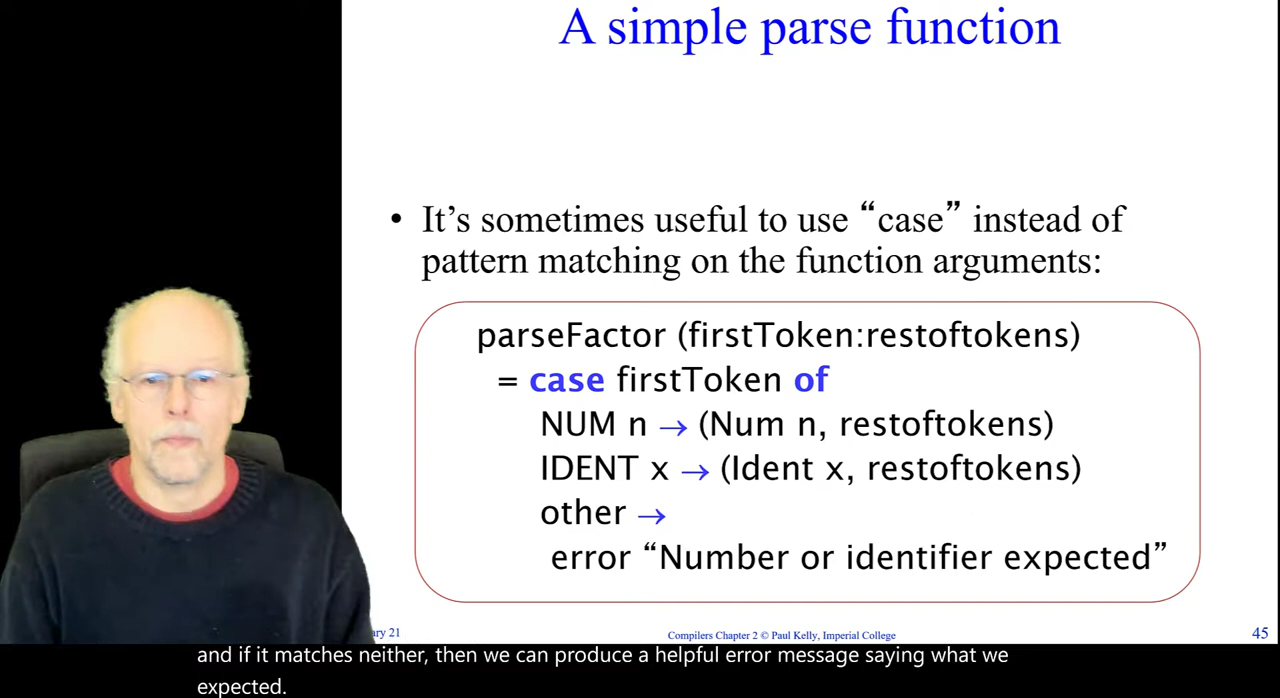 A simple parse function
• It’s sometimes useful to use “case” instead of
pattern matching on the function arguments:
parseFactor (firstToken:restoftokens)
= case firstToken of
NUM n → (Num n, restoftokens)
IDENT x → (Ident x, restoftokens)
other →
error “Number or identifier expected”
ary 21
Compilers Chapter 2 © Paul Kelly, Imperial College
45
and if it matches neither, then we can produce a helpful error message saying what we
expected.